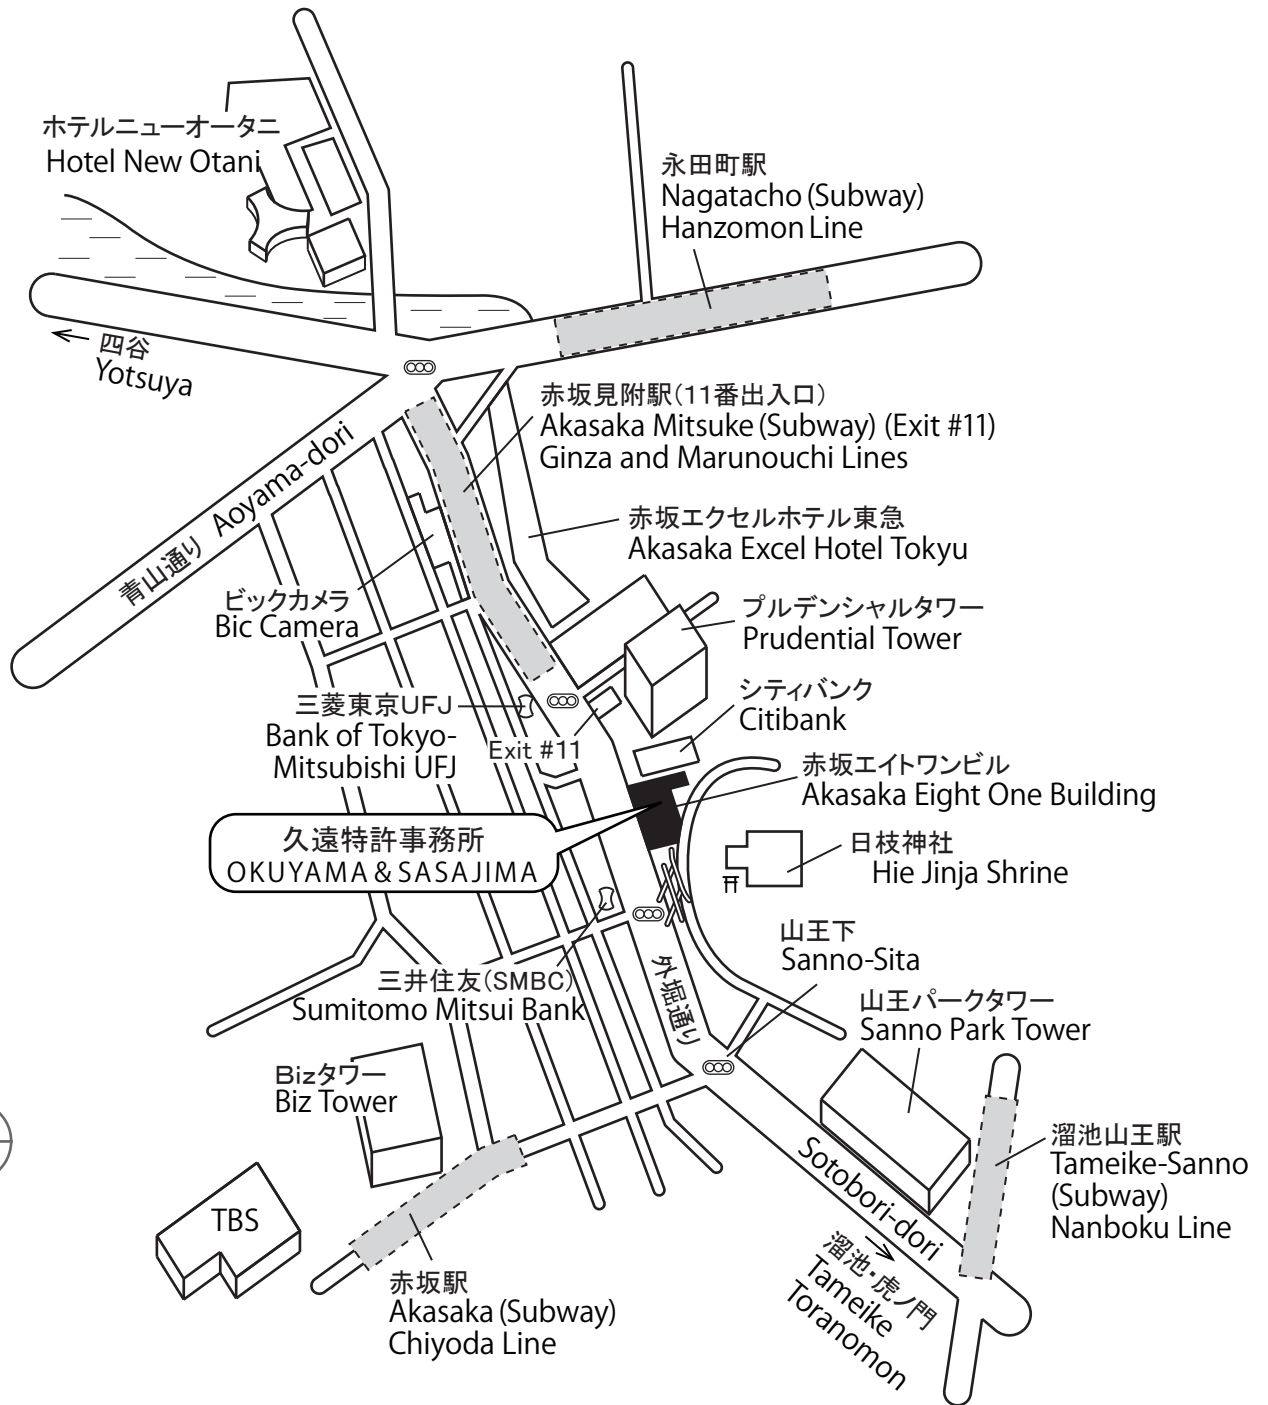 ホテルニューオータニ
Hotel New Otani
永田町駅
Nagatacho (Subway)
Hanzomon Line
四谷
Yotsuya
赤坂見附駅(11番出入口)
Akasaka Mitsuke (Subway) (Exit #11)
Ginza and Marunouchi Lines
青山通り Aoyama-dori
赤坂エクセルホテル東急
Akasaka Excel Hotel Tokyu
ビックカメラ
Bic Camera
プルデンシャルタワー
Prudential Tower
三菱東京UFJ
Bank of Tokyo-
Mitsubishi UFJ
Exit #11
シティバンク
Citibank
赤坂エイトワンビル
Akasaka Eight One Building
久遠特許事務所
OKUYAMA & SASAJIMA
日枝神社
Hie Jinja Shrine
三井住友(SMBC)
Sumitomo Mitsui Bank
外堀通り
山王下
Sanno-Sita
山王パークタワー
Sanno Park Tower
Bizタワー
Biz Tower
TBS
赤坂駅
Akasaka (Subway)
Chiyoda Line
Sotobori-dori
溜池・虎ノ門
Tameike
Toranomon
溜池山王駅
Tameike-Sanno
(Subway)
Nanboku Line